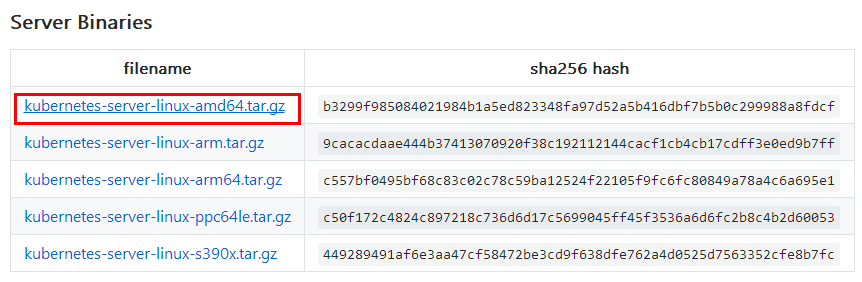 Server Binaries
filename sha256 hash
kubernetes-server-linux-amd64.tar.gz b3299f985084021984b1a5ed823348fa97d52a5b416dbf7b5b0c299988a8fdcf
kubernetes-server-linux-arm.tar.gz 9cacacdaae444b37413070920f38c192112144cacf1cb4cb17cdff3e0ed9b7ff
kubernetes-server-linux-arm64.tar.gz c557bf0495bf68c83c02c78c59ba12524f22105f9fc6fc80849a78a4c6a695e1
kubernetes-server-linux-ppc64le.tar.gz c50f172c4824c897218c736d6d17c5699045ff45f3536a6d6fc2b8c4b2d60053
kubernetes-server-linux-s390x.tar.gz 449289491af6e3aa47cf58472be3cd9f638dfe762a4d0525d7563352cfe8b7fc